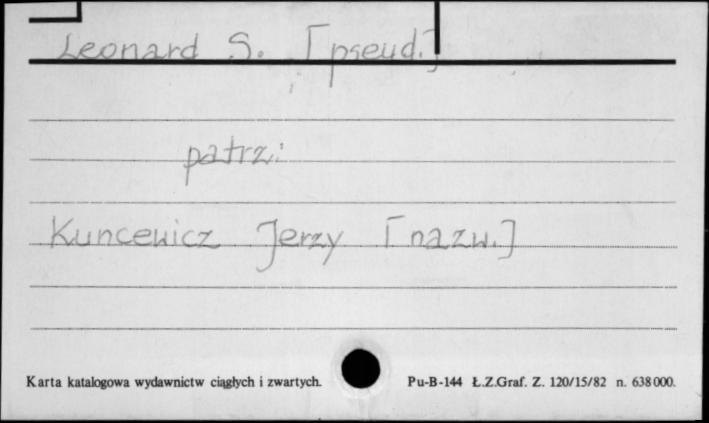 Leonard S. [pseud.]
patrz:
Kuncewicz Jerzy [nazw.]
Karta katalogowa wydawnictw ciągłych i zwartych. Pu-B-144 Ł.Z.Graf. Z. 120/15/82 n. 638000.